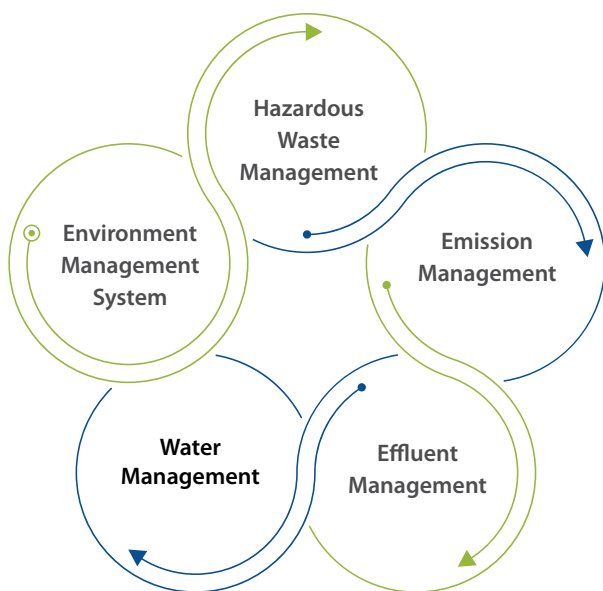 Hazardous
Waste
Management
Environment
Management
System
Emission
Management
Water
Management
Effluent
Management